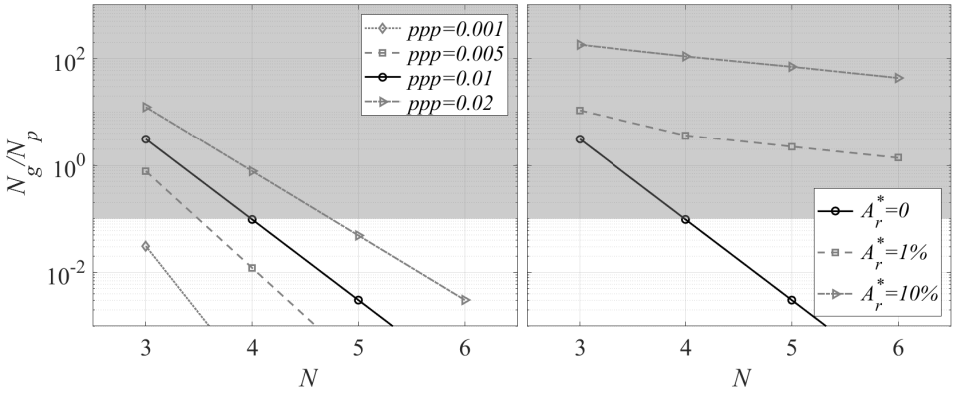 N_g/N_p
10^2
10^0
10^-2
3 4 5 6
N
ppp=0.001
ppp=0.005
ppp=0.01
ppp=0.02
3 4 5 6
N
A_r^*=0
A_r^*=1%
A_r^*=10%